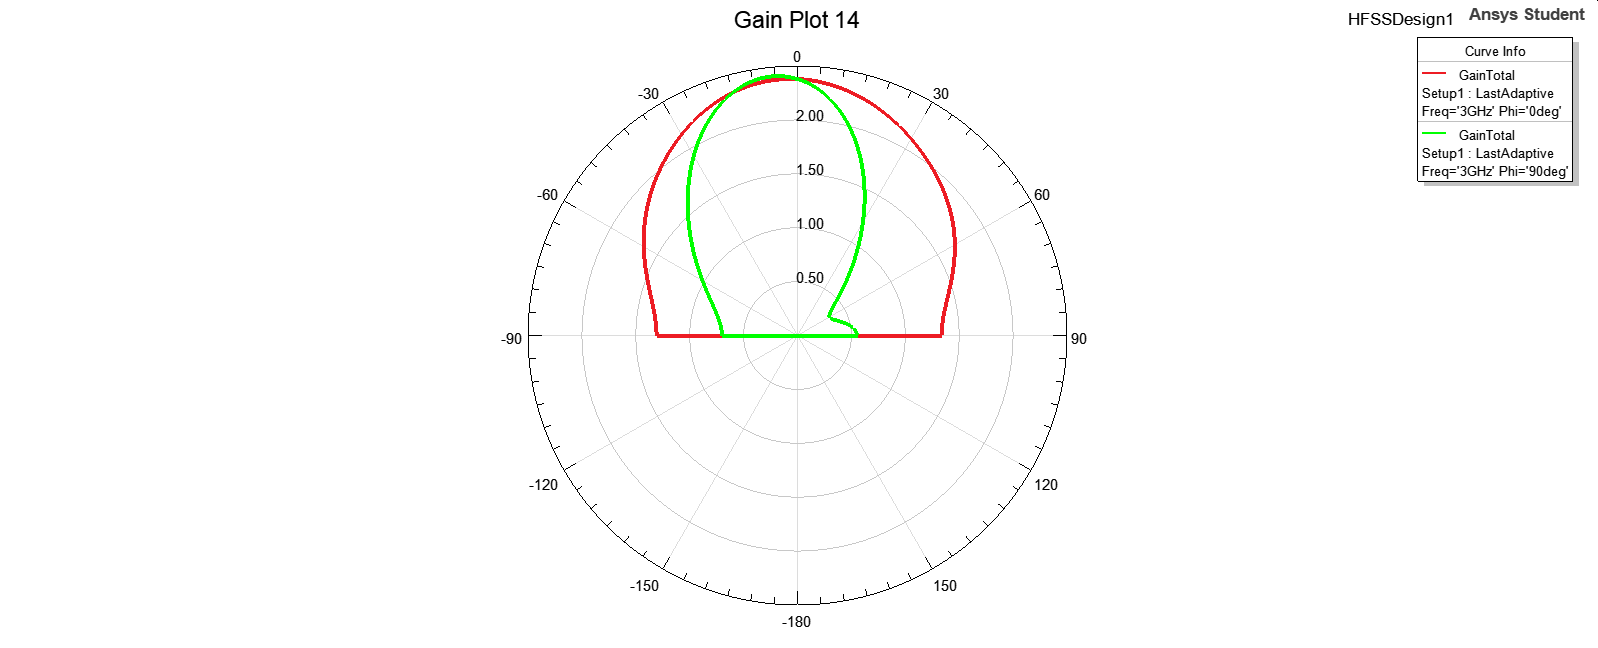 Gain Plot 14
HFSSDesign1
Ansys Student
Curve Info
GainTotal
Setup1 : LastAdaptive
Freq='3GHz' Phi='0deg'
GainTotal
Setup1 : LastAdaptive
Freq='3GHz' Phi='90deg'
0
-30
30
2.00
1.50
-60
60
1.00
0.50
-90
90
-120
120
-150
150
-180